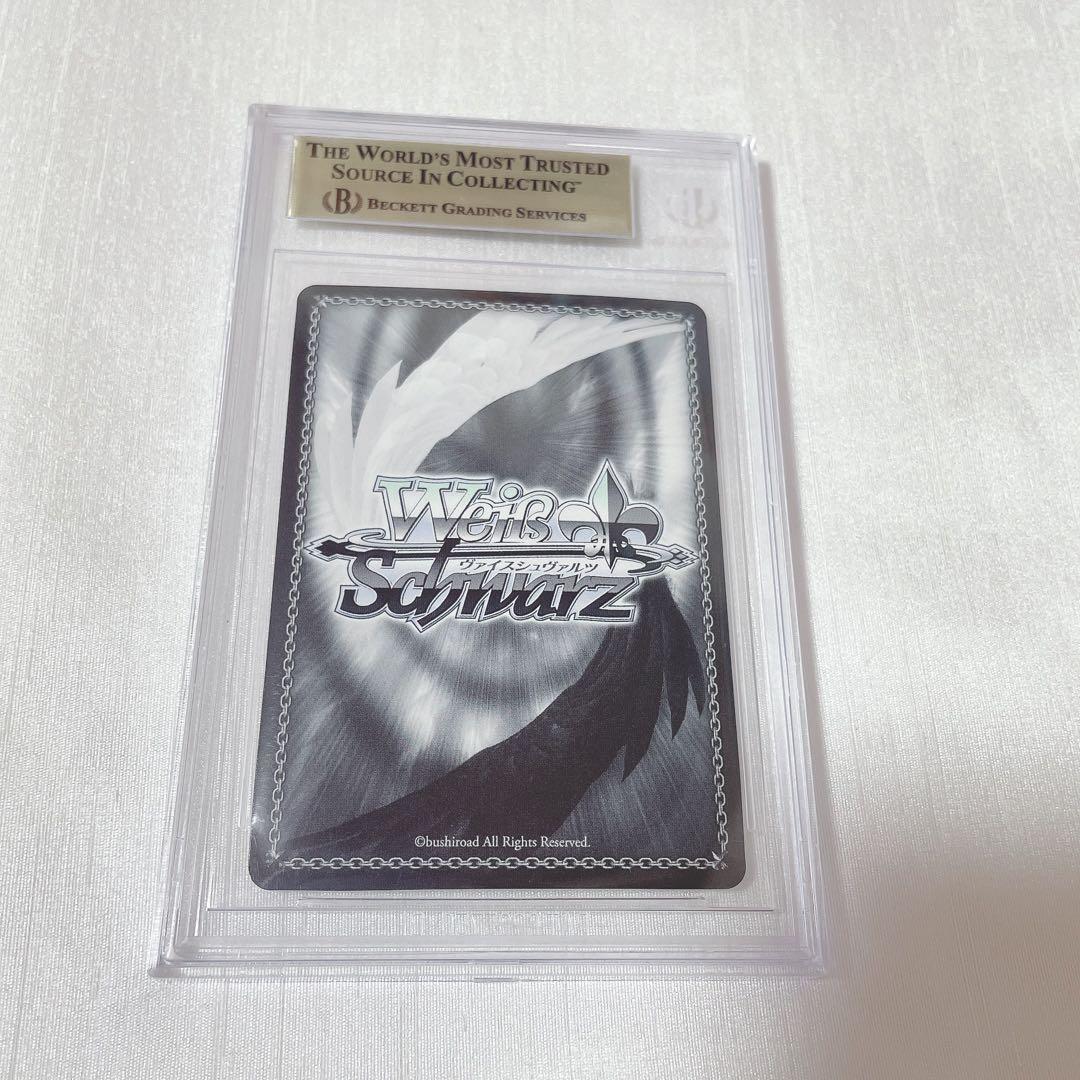 THE WORLD'S MOST TRUSTED
SOURCE IN COLLECTING™
B BECKETT GRADING SERVICES
Weiß
ヴァイスシュヴァルツ
Schwarz
©bushiroad All Rights Reserved.